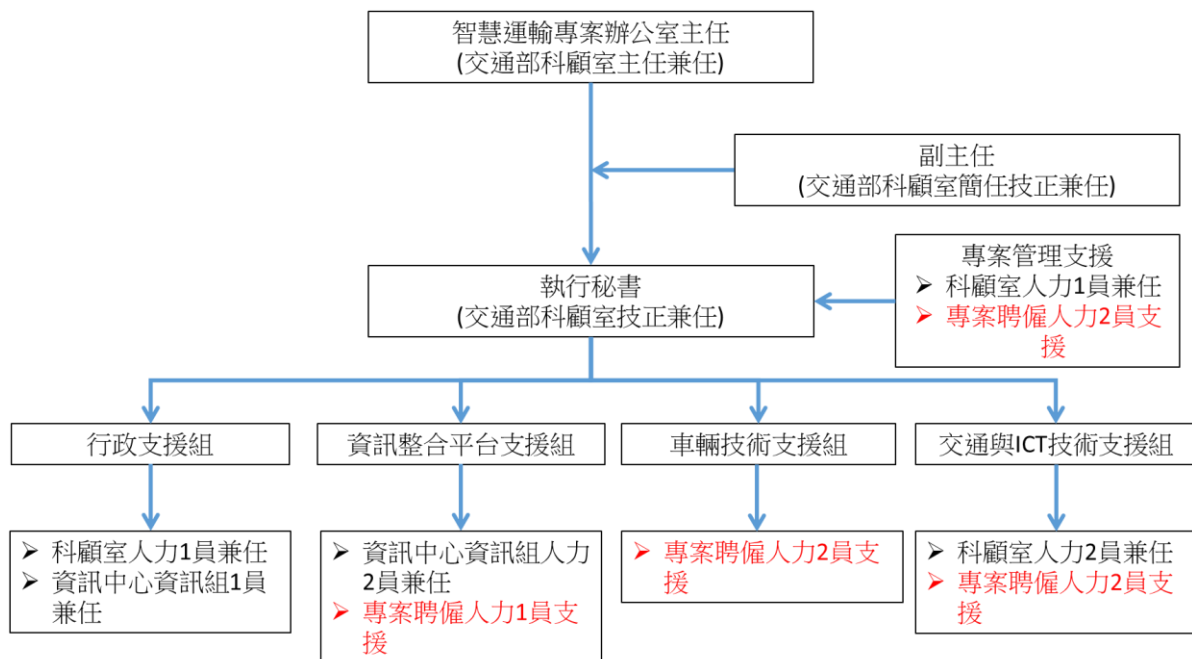 智慧運輸專案辦公室主任
(交通部科顧室主任兼任)
副主任
(交通部科顧室簡任技正兼任)
專案管理支援
➢ 科顧室人力1員兼任
➢ 專案聘僱人力2員支
援
執行秘書
(交通部科顧室技正兼任)
行政支援組
資訊整合平台支援組
車輛技術支援組
交通與ICT技術支援組
➢ 科顧室人力1員兼任
➢ 資訊中心資訊組1員
兼任
➢ 資訊中心資訊組人力
2員兼任
➢ 專案聘僱人力1員支
援
➢ 專案聘僱人力2員支
援
➢ 科顧室人力2員兼任
➢ 專案聘僱人力2員支
援